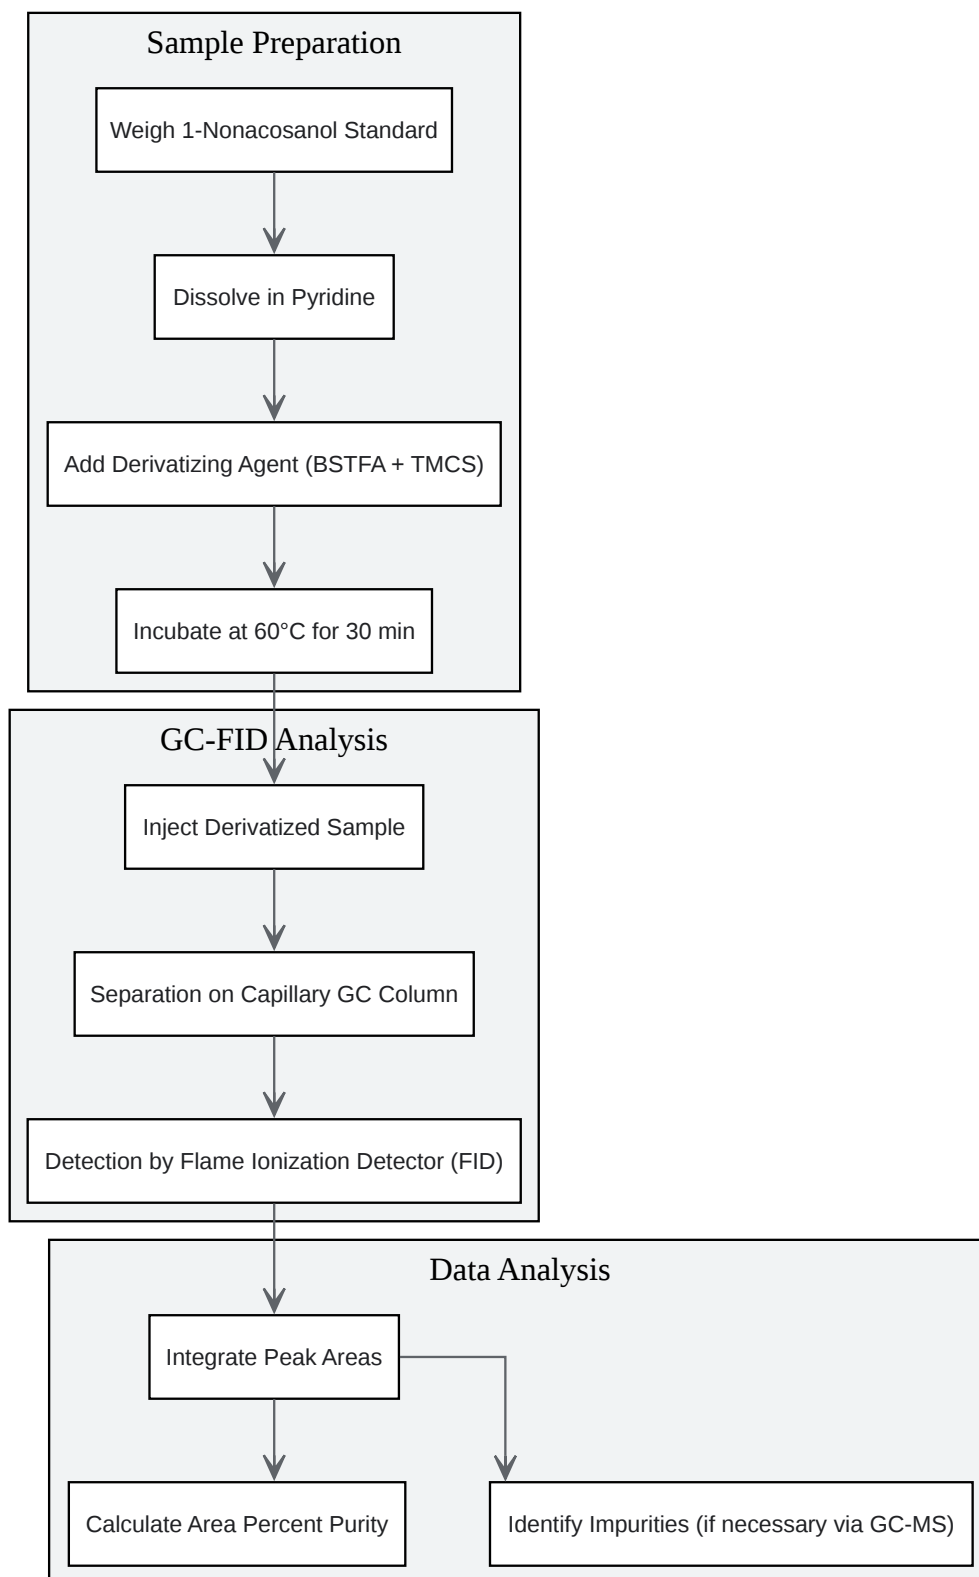 Sample Preparation
Weigh 1-Nonacosanol Standard
Dissolve in Pyridine
Add Derivatizing Agent (BSTFA + TMCS)
Incubate at 60°C for 30 min
GC-FID Analysis
Inject Derivatized Sample
Separation on Capillary GC Column
Detection by Flame Ionization Detector (FID)
Data Analysis
Integrate Peak Areas
Calculate Area Percent Purity
Identify Impurities (if necessary via GC-MS)